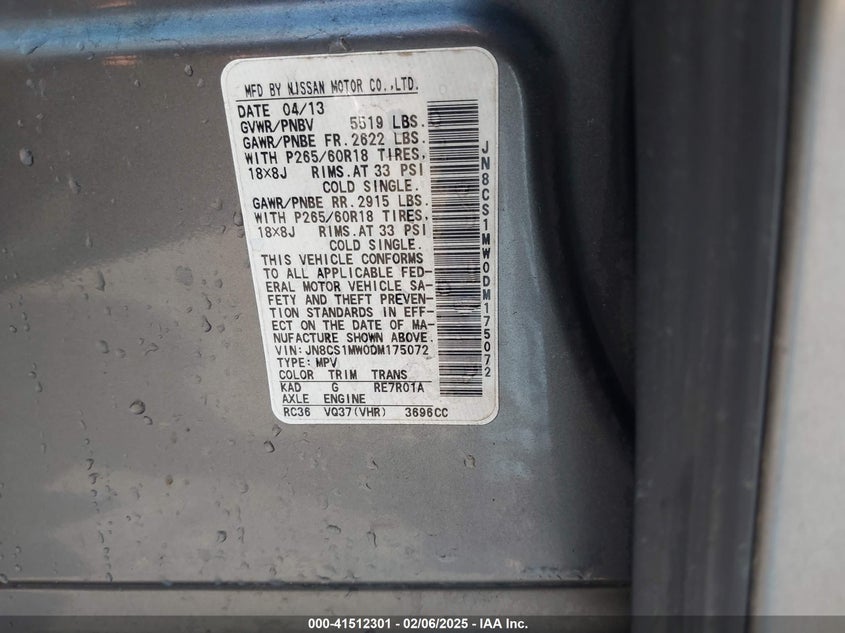 MFD BY NISSAN MOTOR CO.,LTD.
DATE 04/13
GVWR/PNBV 5519 LBS.
GAWR/PNBE FR.2622 LBS.
WITH P265/60R18 TIRES,
18×8J RIMS.AT 33 PSI
COLD SINGLE.
GAWR/PNBE RR.2915 LBS.
WITH P265/60R18 TIRES,
18×8J RIMS.AT 33 PSI
COLD SINGLE.
THIS VEHICLE CONFORMS
TO ALL APPLICABLE FED-
ERAL MOTOR VEHICLE SA-
FETY AND THEFT PREVEN-
TION STANDARDS IN EFF-
ECT ON THE DATE OF MA-
NUFACTURE SHOWN ABOVE.
VIN:JN8CS1MW0DM175072
TYPE:MPV
COLOR TRIM TRANS
KAD G RE7R01A
AXLE ENGINE
RC36 VQ37(VHR) 3696CC
JN8CS1MW0DM175072
000-41512301 - 02/06/2025 - IAA Inc.